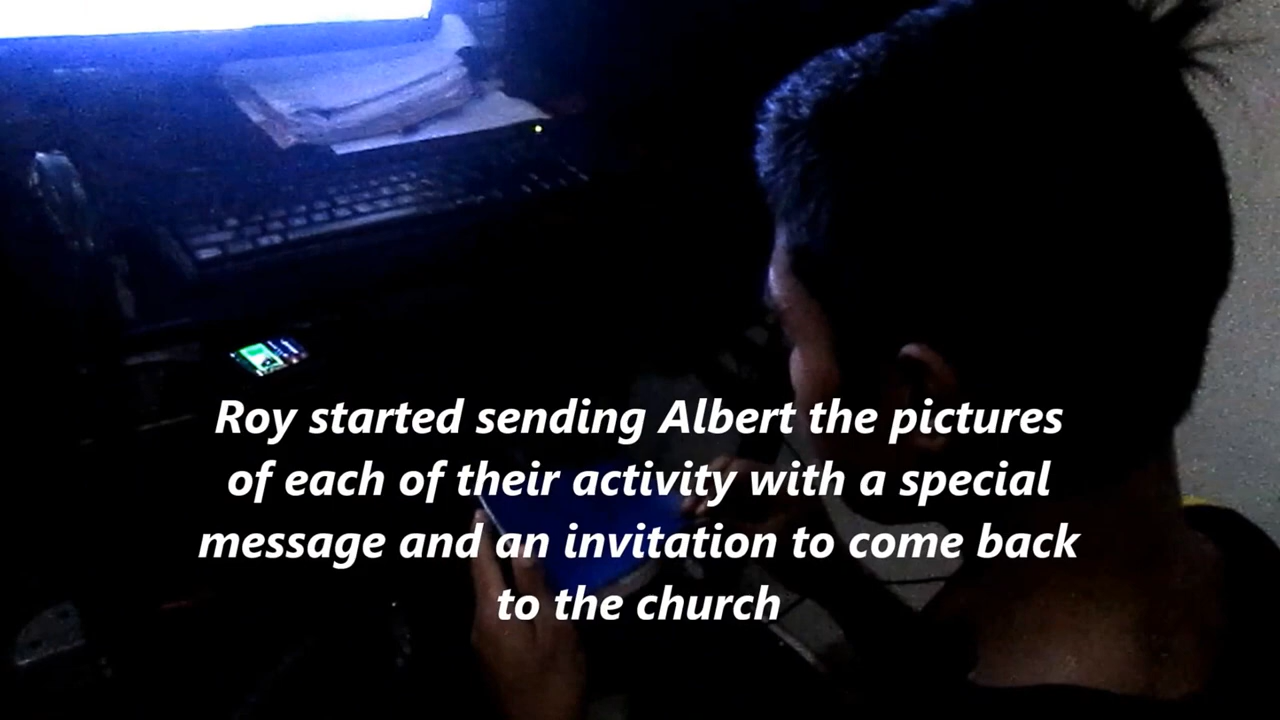 Roy started sending Albert the pictures
of each of their activity with a special
message and an invitation to come back
to the church